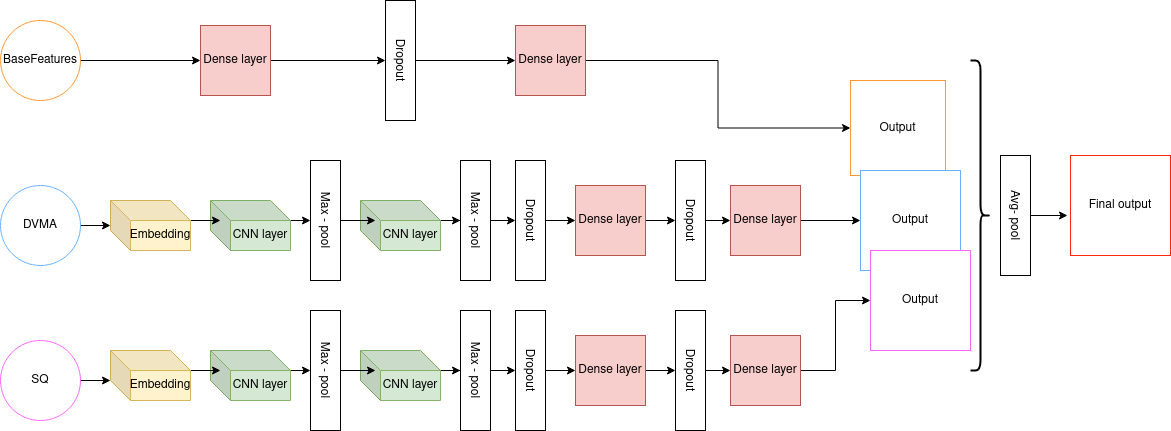 BaseFeatures
Dense layer
Dropout
Dense layer
Output
DVMA
Embedding
CNN layer
Max - pool
CNN layer
Max - pool
Dropout
Dense layer
Dropout
Dense layer
Output
SQ
Embedding
CNN layer
Max - pool
CNN layer
Max - pool
Dropout
Dense layer
Dropout
Dense layer
Output
Avg- pool
Final output